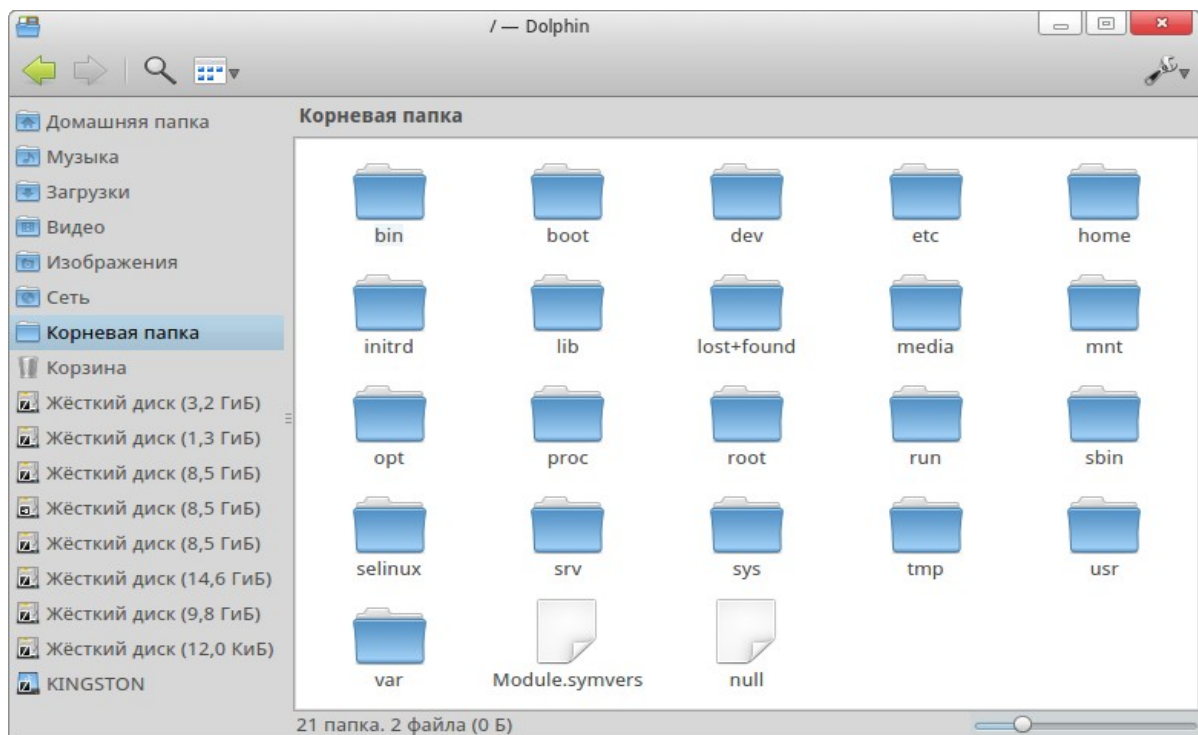 / — Dolphin
Домашняя папка
Музыка
Загрузки
Видео
Изображения
Сеть
Корневая папка
Корзина
Жёсткий диск (3,2 ГиБ)
Жёсткий диск (1,3 ГиБ)
Жёсткий диск (8,5 ГиБ)
Жёсткий диск (8,5 ГиБ)
Жёсткий диск (8,5 ГиБ)
Жёсткий диск (14,6 ГиБ)
Жёсткий диск (9,8 ГиБ)
Жёсткий диск (12,0 КиБ)
KINGSTON
Корневая папка
bin boot dev etc home
initrd lib lost+found media mnt
opt proc root run sbin
selinux srv sys tmp usr
var Module.symvers null
21 папка. 2 файла (0 Б)